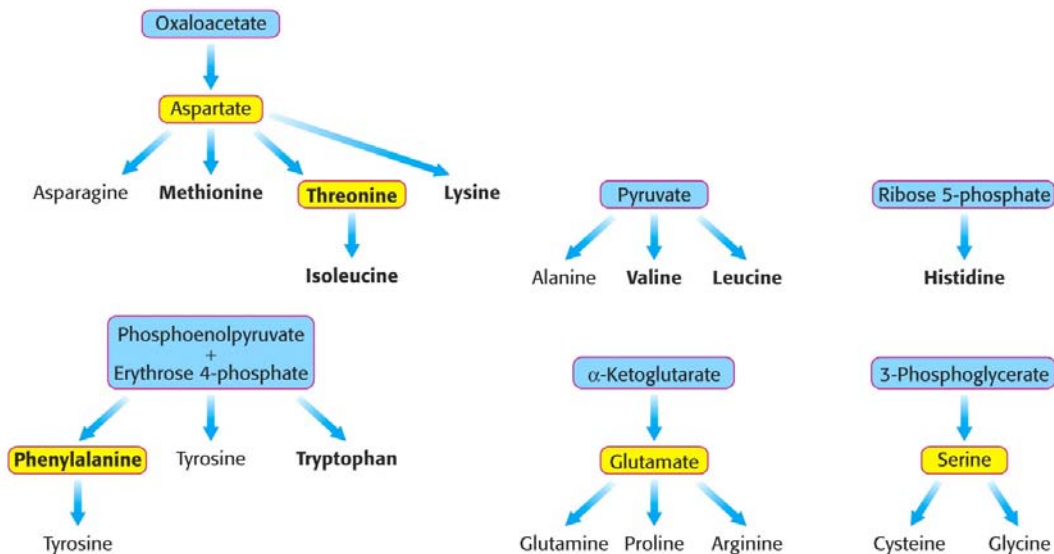 Oxaloacetate
Aspartate
Asparagine
Methionine
Threonine
Lysine
Isoleucine
Pyruvate
Alanine
Valine
Leucine
Ribose 5-phosphate
Histidine
Phosphoenolpyruvate
+
Erythrose 4-phosphate
Phenylalanine
Tyrosine
Tryptophan
Tyrosine
α-Ketoglutarate
Glutamate
Glutamine
Proline
Arginine
3-Phosphoglycerate
Serine
Cysteine
Glycine